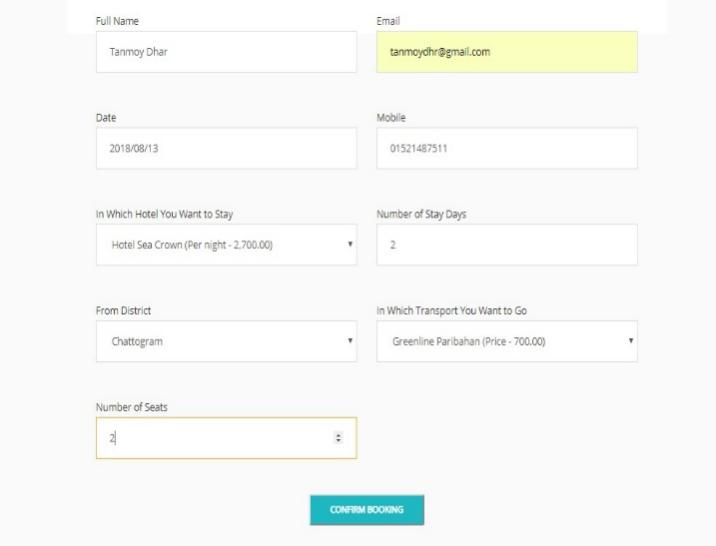 Full Name
Email
Tanmoy Dhar
tanmoydhr@gmail.com
Date
Mobile
2018/08/13
01521487511
In Which Hotel You Want to Stay
Number of Stay Days
Hotel Sea Crown (Per night - 2,700.00)
2
From District
In Which Transport You Want to Go
Chattogram
Greenline Paribahan (Price - 700.00)
Number of Seats
2
CONFIRM BOOKING